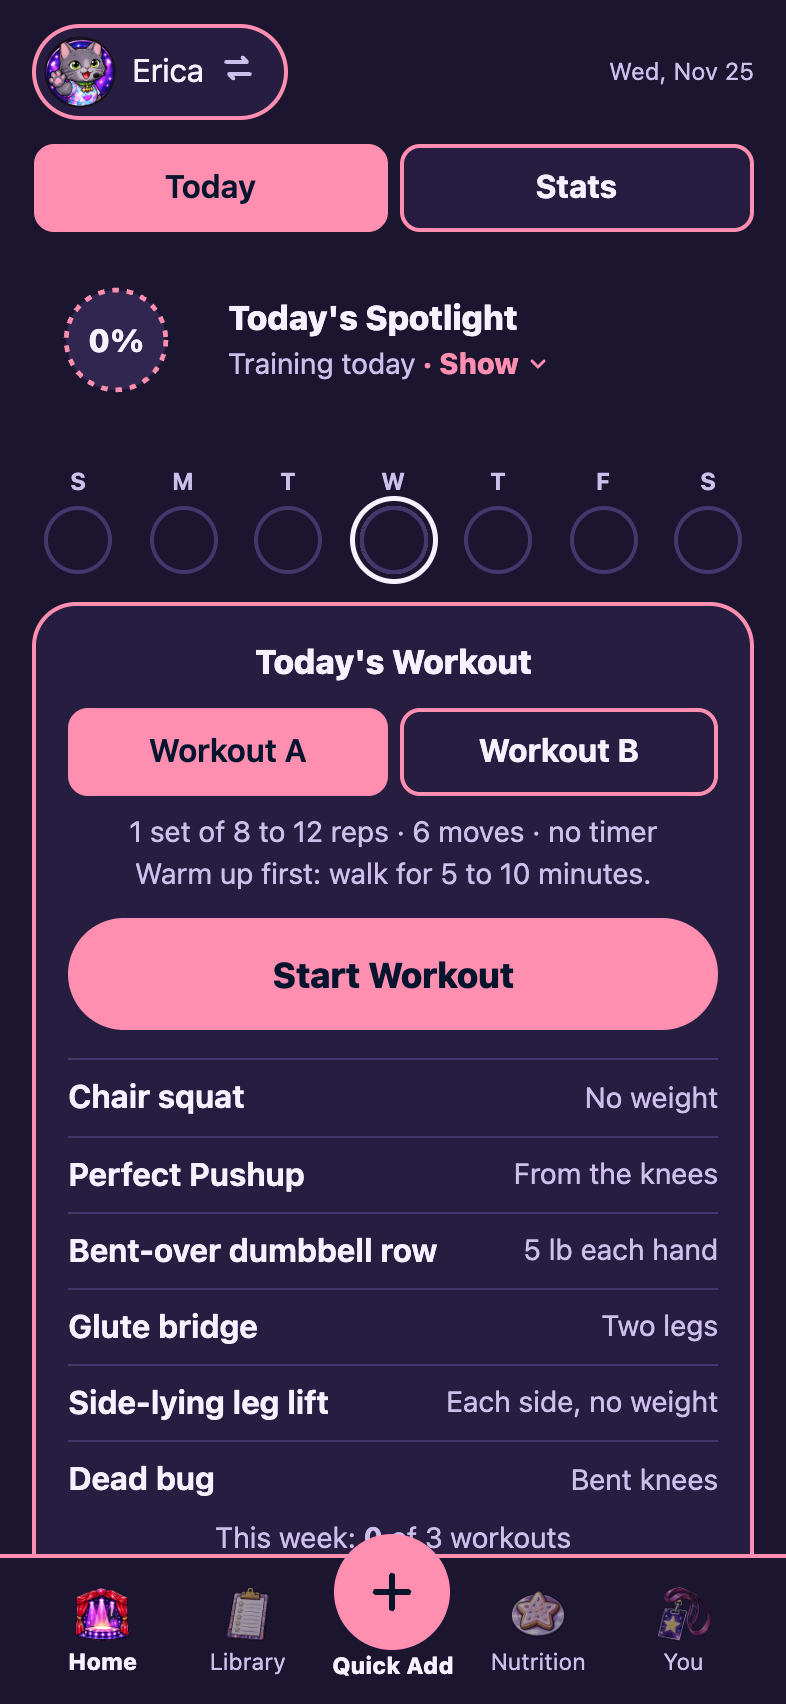 Erica
Wed, Nov 25
Today
Stats
0%
Today's Spotlight
Training today · Show
S M T W T F S
Today's Workout
Workout A
Workout B
1 set of 8 to 12 reps · 6 moves · no timer
Warm up first: walk for 5 to 10 minutes.
Start Workout
Chair squat No weight
Perfect Pushup From the knees
Bent-over dumbbell row 5 lb each hand
Glute bridge Two legs
Side-lying leg lift Each side, no weight
Dead bug Bent knees
This week: 0 of 3 workouts
Home
Library
Quick Add
Nutrition
You